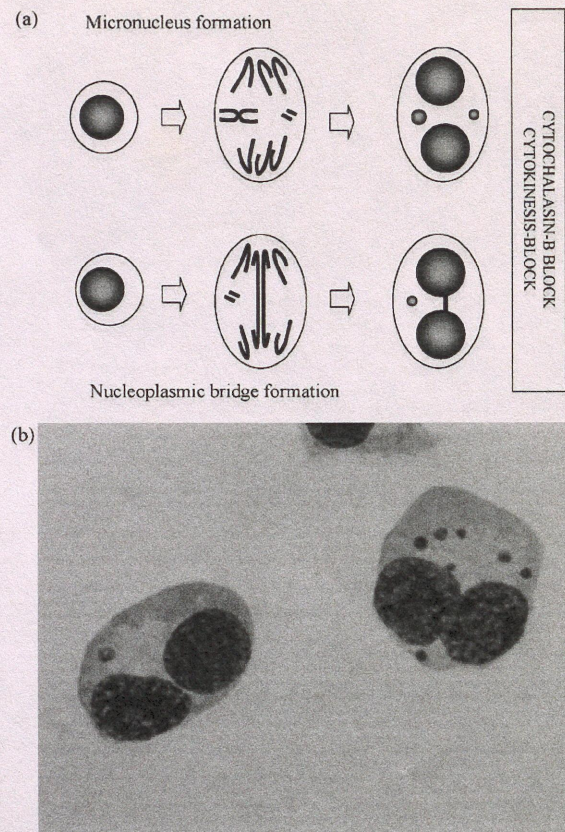 (a)
Micronucleus formation
CYTOCHALASIN-B BLOCK
CYTOKINESIS-BLOCK
Nucleoplasmic bridge formation
(b)